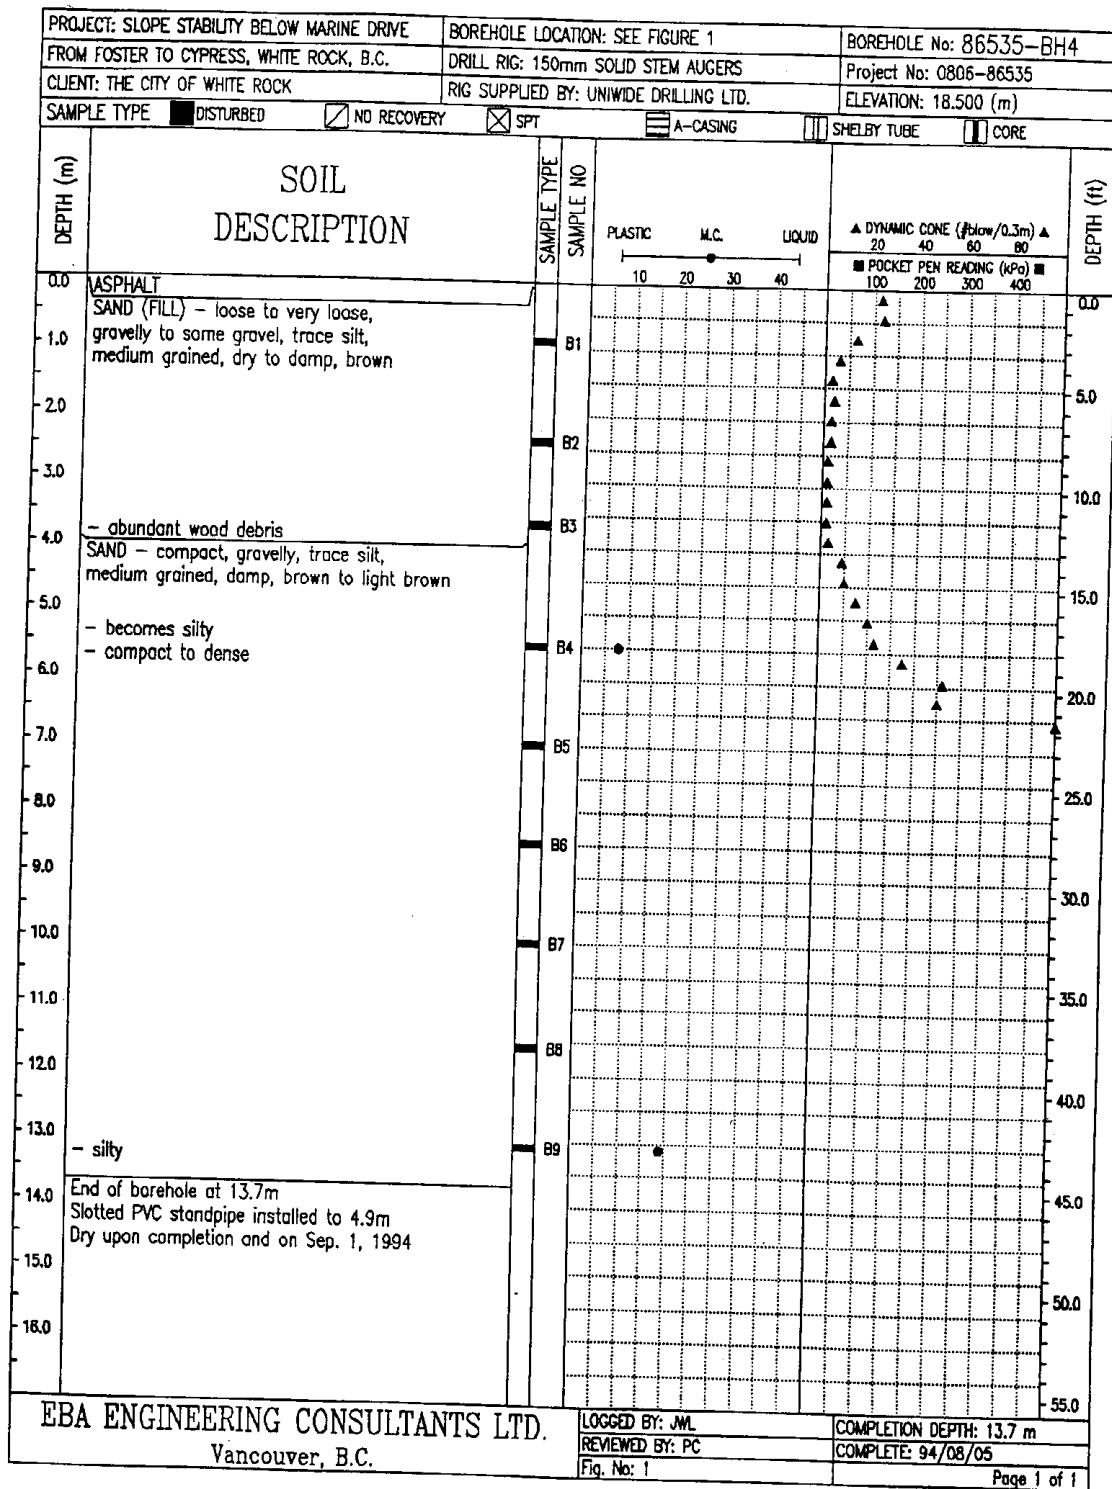 PROJECT: SLOPE STABILITY BELOW MARINE DRIVE
BOREHOLE LOCATION: SEE FIGURE 1
BOREHOLE No: 86535-BH4
FROM FOSTER TO CYPRESS, WHITE ROCK, B.C.
DRILL RIG: 150mm SOLID STEM AUGERS
Project No: 0806-86535
CLIENT: THE CITY OF WHITE ROCK
RIG SUPPLIED BY: UNIWIDE DRILLING LTD.
ELEVATION: 18.500 (m)
SAMPLE TYPE DISTURBED NO RECOVERY SPT A-CASING SHELBY TUBE CORE
DEPTH (m)
SOIL
DESCRIPTION
SAMPLE TYPE
SAMPLE NO
PLASTIC M.C. LIQUID
10 20 30 40
▲ DYNAMIC CONE (#blow/0.3m) ▲
20 40 60 80
■ POCKET PEN READING (kPa) ■
100 200 300 400
DEPTH (ft)
0.0
ASPHALT
0.0
SAND (FILL) – loose to very loose,
gravelly to some gravel, trace silt,
1.0
B1
medium grained, dry to damp, brown
5.0
2.0
B2
3.0
10.0
– abundant wood debris
B3
4.0
SAND – compact, gravelly, trace silt,
medium grained, damp, brown to light brown
15.0
5.0
– becomes silty
B4
– compact to dense
6.0
20.0
7.0
B5
25.0
8.0
B6
9.0
30.0
10.0
B7
35.0
11.0
B8
12.0
40.0
13.0
– silty
B9
14.0
End of borehole at 13.7m
45.0
Slotted PVC standpipe installed to 4.9m
Dry upon completion and on Sep. 1, 1994
15.0
50.0
16.0
55.0
EBA ENGINEERING CONSULTANTS LTD.
Vancouver, B.C.
LOGGED BY: JWL
COMPLETION DEPTH: 13.7 m
REVIEWED BY: PC
COMPLETE: 94/08/05
Fig. No: 1
Page 1 of 1